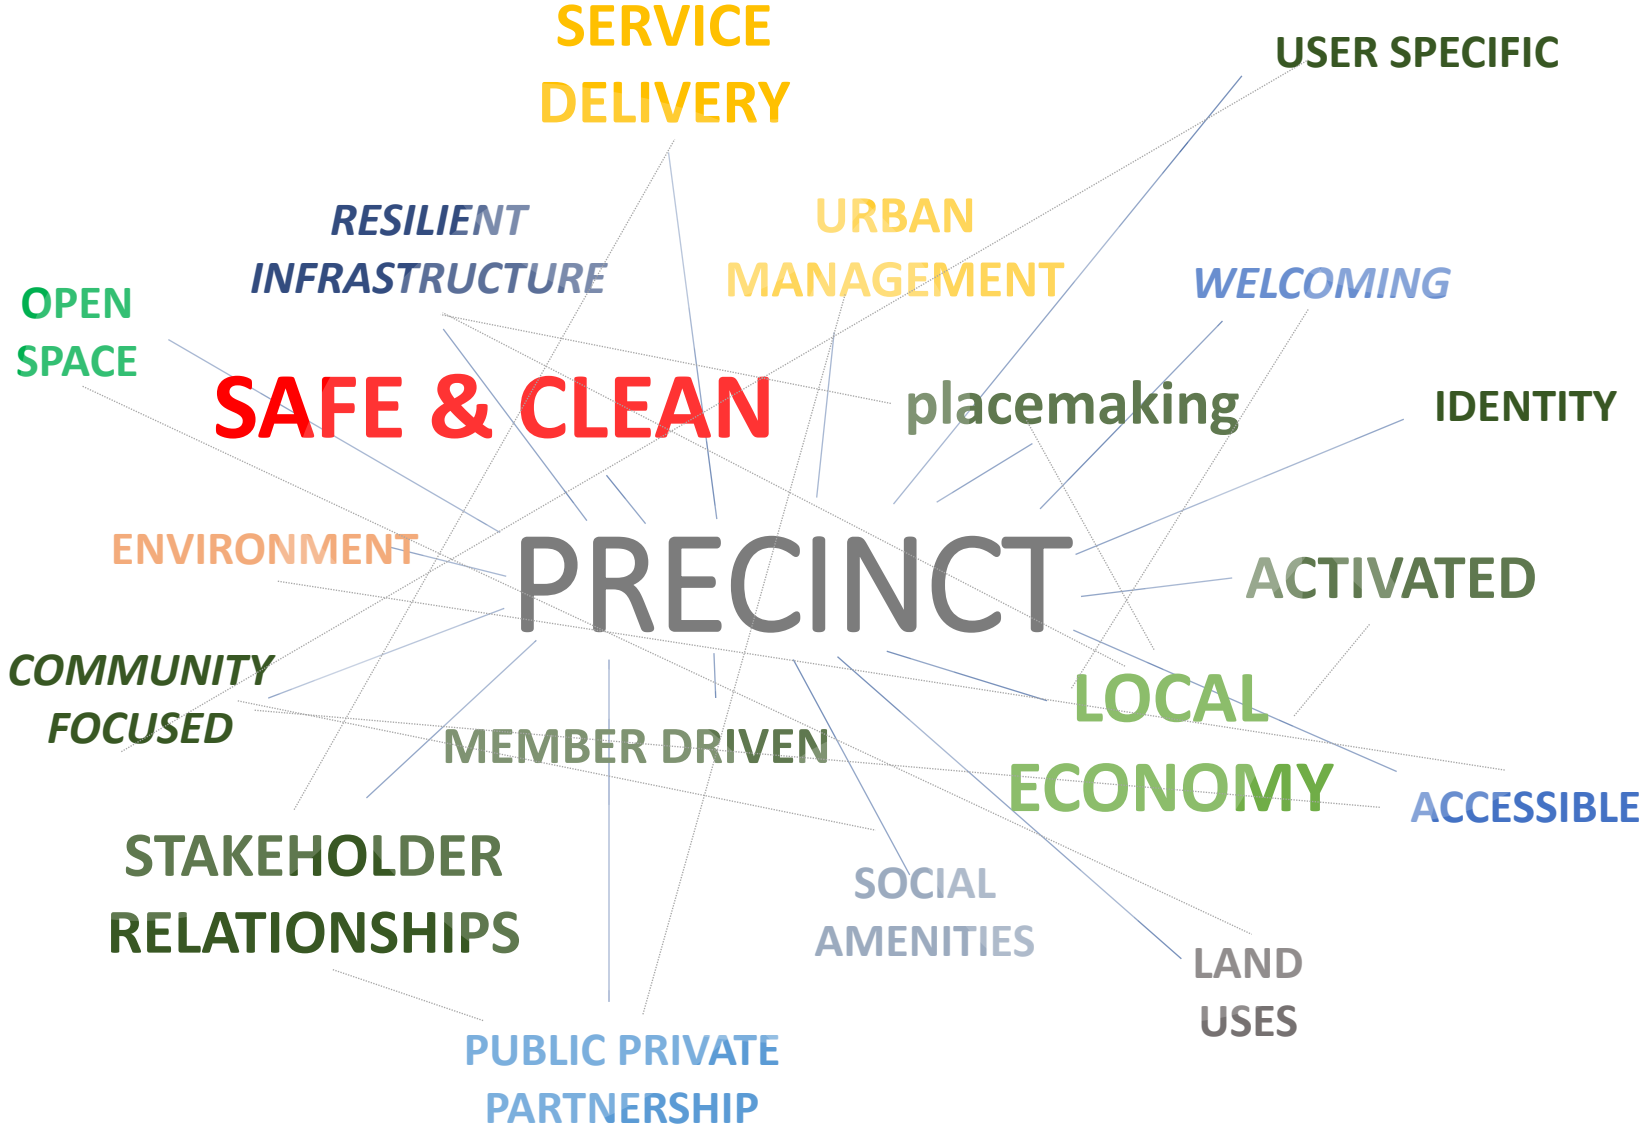 SERVICE
DELIVERY
USER SPECIFIC
RESILIENT
INFRASTRUCTURE
URBAN
MANAGEMENT
WELCOMING
OPEN
SPACE
SAFE & CLEAN
placemaking
IDENTITY
ENVIRONMENT
PRECINCT
ACTIVATED
COMMUNITY
FOCUSED
MEMBER DRIVEN
LOCAL
ECONOMY
ACCESSIBLE
STAKEHOLDER
RELATIONSHIPS
SOCIAL
AMENITIES
LAND
USES
PUBLIC PRIVATE
PARTNERSHIP